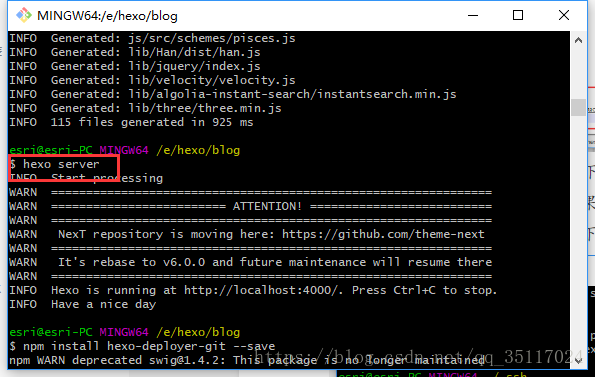 MINGW64:/e/hexo/blog
INFO  Generated: js/src/schemes/pisces.js
INFO  Generated: lib/Han/dist/han.js
INFO  Generated: lib/jquery/index.js
INFO  Generated: lib/velocity/velocity.js
INFO  Generated: lib/algolia-instant-search/instantsearch.min.js
INFO  Generated: lib/three/three.min.js
INFO  115 files generated in 925 ms
esri@esri-PC MINGW64 /e/hexo/blog
$ hexo server
INFO  Start processing
WARN  ===============================================================
WARN  ========================= ATTENTION! ==========================
WARN  ===============================================================
WARN   NexT repository is moving here: https://github.com/theme-next
WARN  ===============================================================
WARN   It's rebase to v6.0.0 and future maintenance will resume there
WARN  ===============================================================
INFO  Hexo is running at http://localhost:4000/. Press Ctrl+C to stop.
INFO  Have a nice day
esri@esri-PC MINGW64 /e/hexo/blog
$ npm install hexo-deployer-git --save
npm WARN deprecated swig@1.4.2: This package is no longer maintained
https://blog.csdn.net/qq_35117024